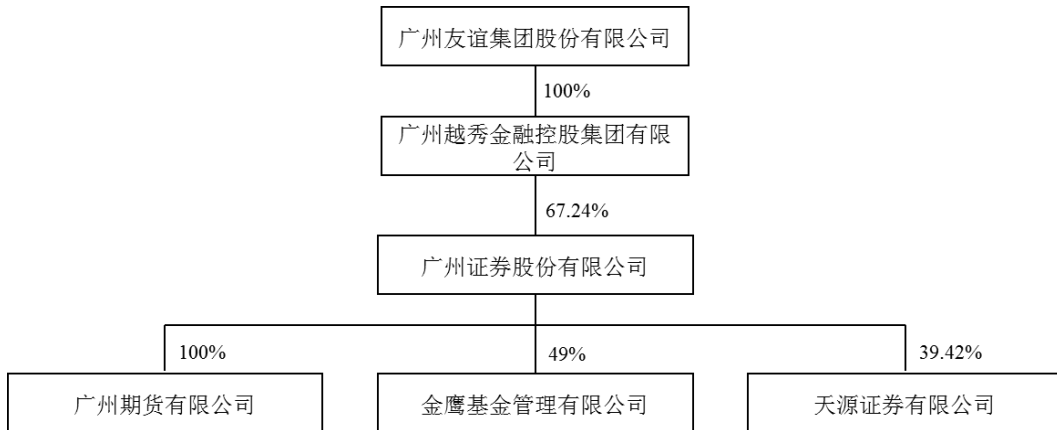 广州友谊集团股份有限公司
100%
广州越秀金融控股集团有限
公司
67.24%
广州证券股份有限公司
100%
49%
39.42%
广州期货有限公司
金鹰基金管理有限公司
天源证券有限公司